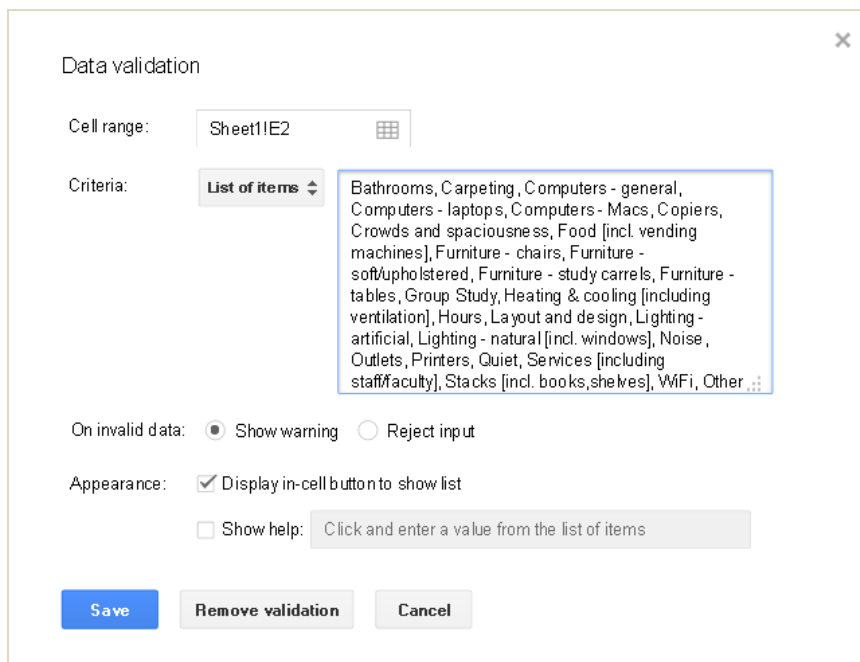 Data validation
Cell range: Sheet1!E2
Criteria: List of items
Bathrooms, Carpeting, Computers - general,
Computers - laptops, Computers - Macs, Copiers,
Crowds and spaciousness, Food [incl. vending
machines], Furniture - chairs, Furniture -
soft/upholstered, Furniture - study carrels, Furniture -
tables, Group Study, Heating & cooling [including
ventilation], Hours, Layout and design, Lighting -
artificial, Lighting - natural [incl. windows], Noise,
Outlets, Printers, Quiet, Services [including
staff/faculty], Stacks [incl. books,shelves], WiFi, Other
On invalid data: Show warning Reject input
Appearance: Display in-cell button to show list
Show help: Click and enter a value from the list of items
Save Remove validation Cancel